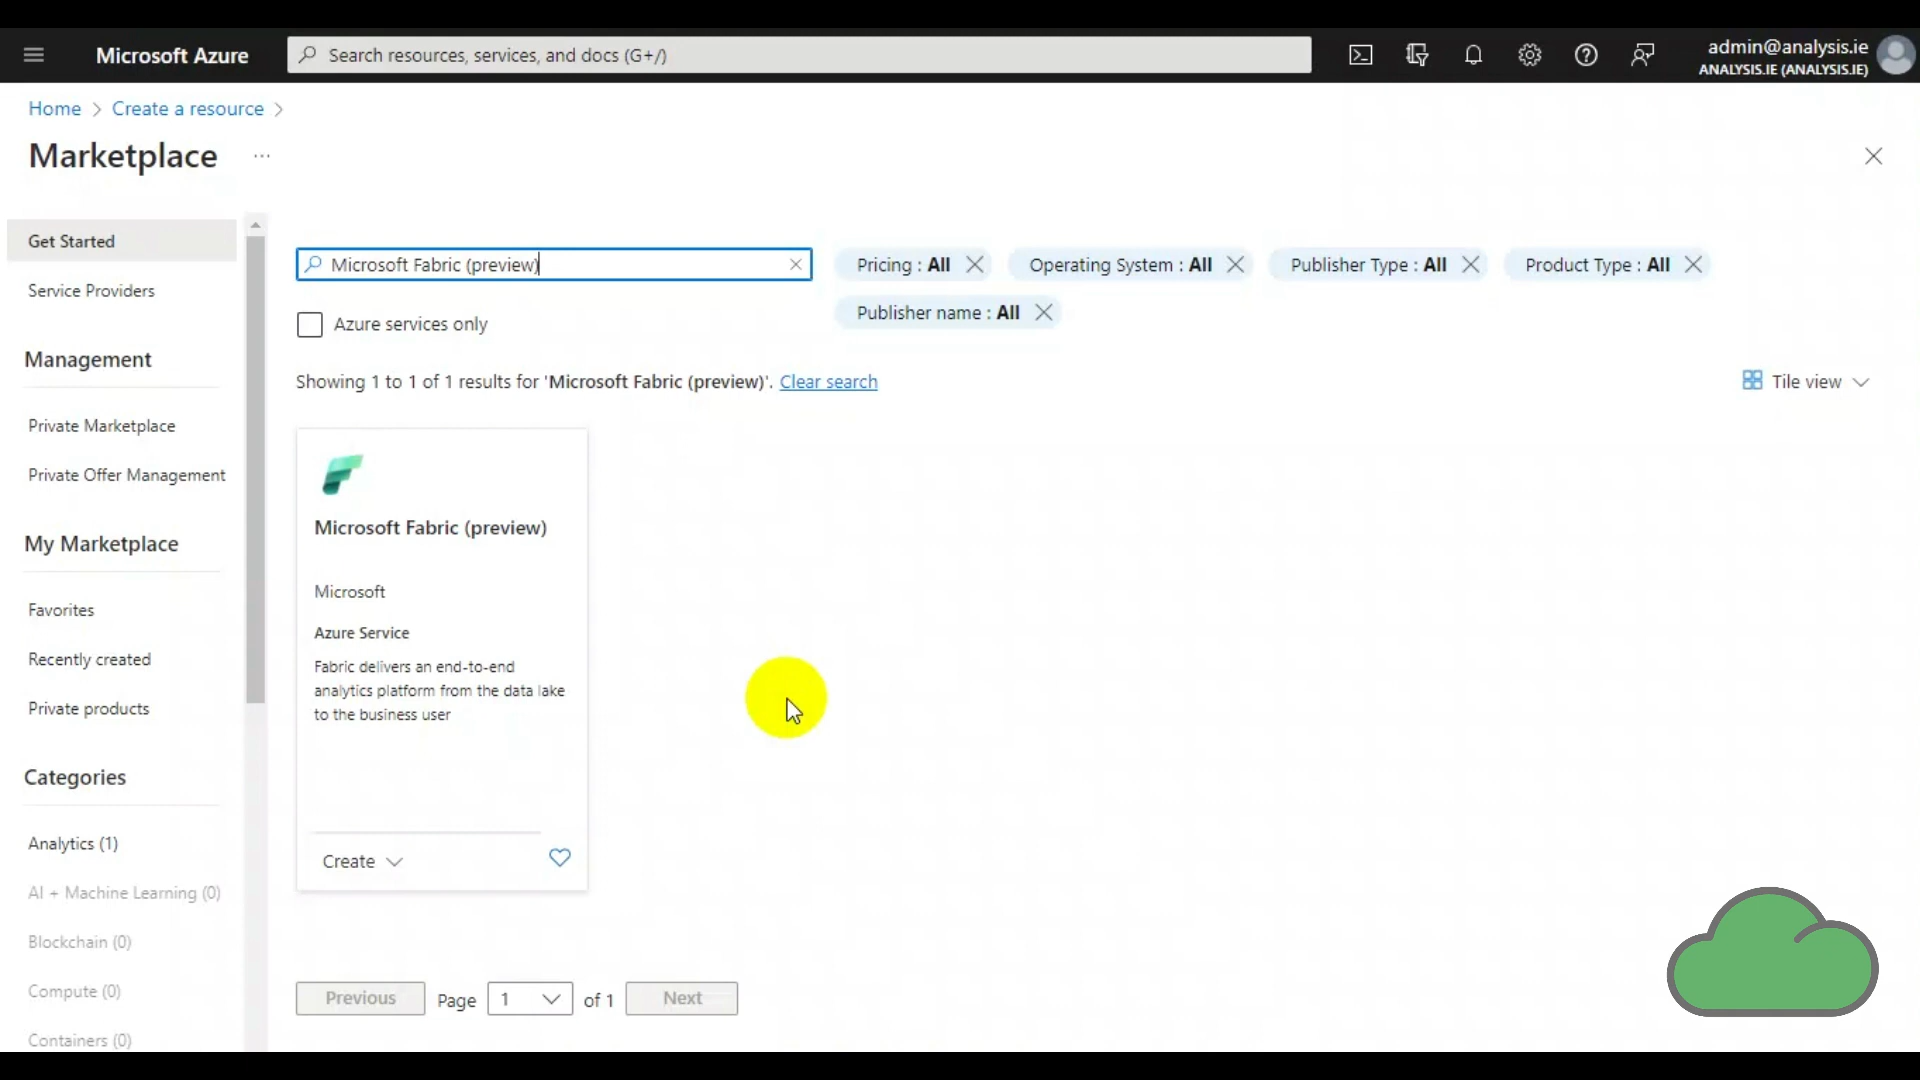 Microsoft Azure
Search resources, services, and docs (G+/)
admin@analysis.ie
ANALYSIS.IE (ANALYSIS.IE)
Home
Create a resource
Marketplace
...
Get Started
Service Providers
Management
Private Marketplace
Private Offer Management
My Marketplace
Favorites
Recently created
Private products
Categories
Analytics (1)
AI + Machine Learning (0)
Blockchain (0)
Compute (0)
Containers (0)
Microsoft Fabric (preview)
Pricing : All
Operating System : All
Publisher Type : All
Product Type : All
Publisher name : All
Azure services only
Showing 1 to 1 of 1 results for 'Microsoft Fabric (preview)'. Clear search
Tile view
Microsoft Fabric (preview)
Microsoft
Azure Service
Fabric delivers an end-to-end
analytics platform from the data lake
to the business user
Create
Previous
Page 1 of 1
Next